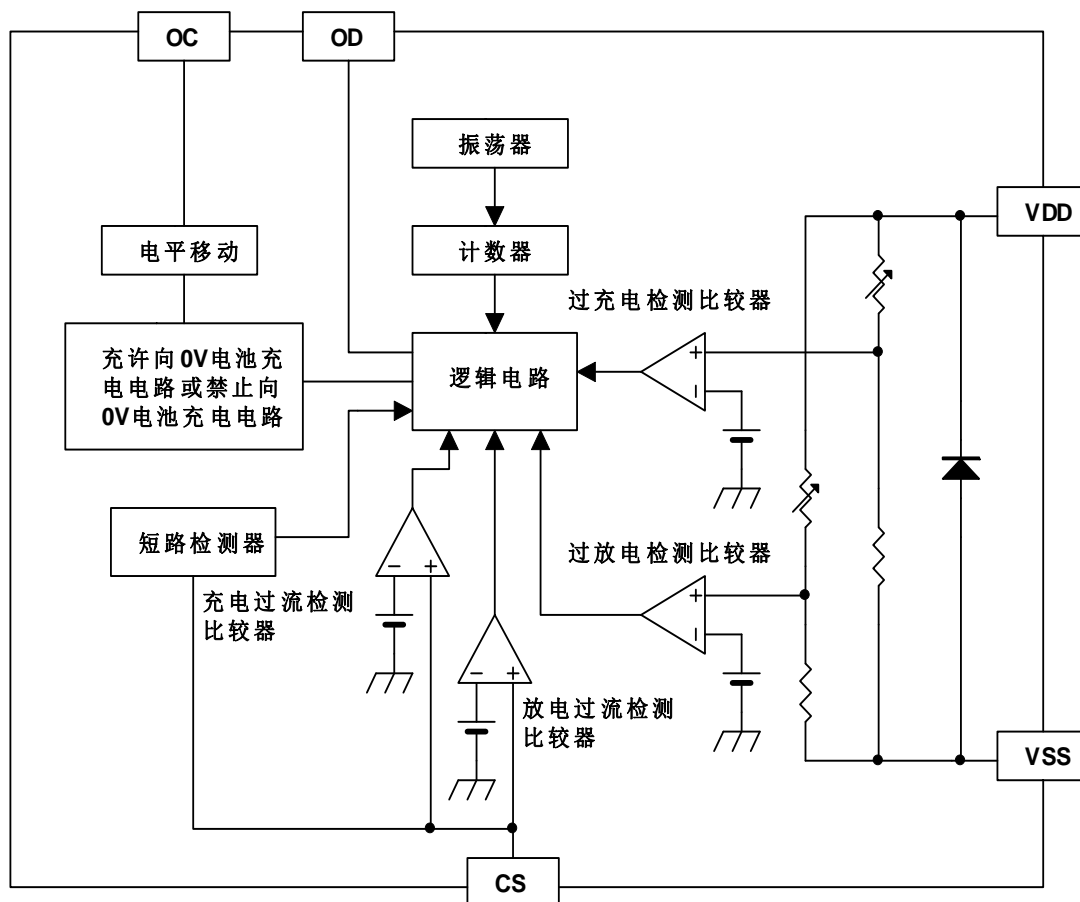 OC
OD
振荡器
VDD
电平移动
计数器
过充电检测比较器
充许向0V电池充
电电路或禁止向
0V电池充电电路
逻辑电路
+
−
短路检测器
过放电检测比较器
− +
+
−
充电过流检测
比较器
− +
放电过流检测
比较器
VSS
CS